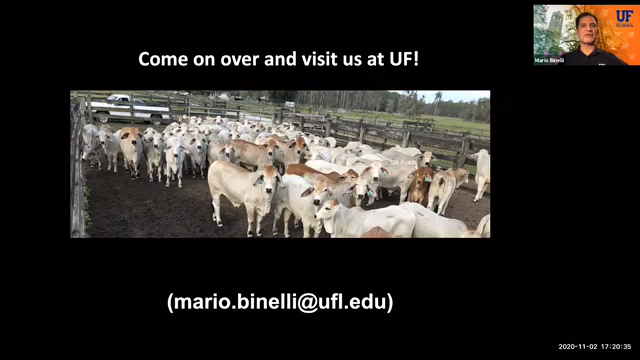 Come on over and visit us at UF!
UF
Mario Binelli
(mario.binelli@ufl.edu)
2020-11-02 17:20:35